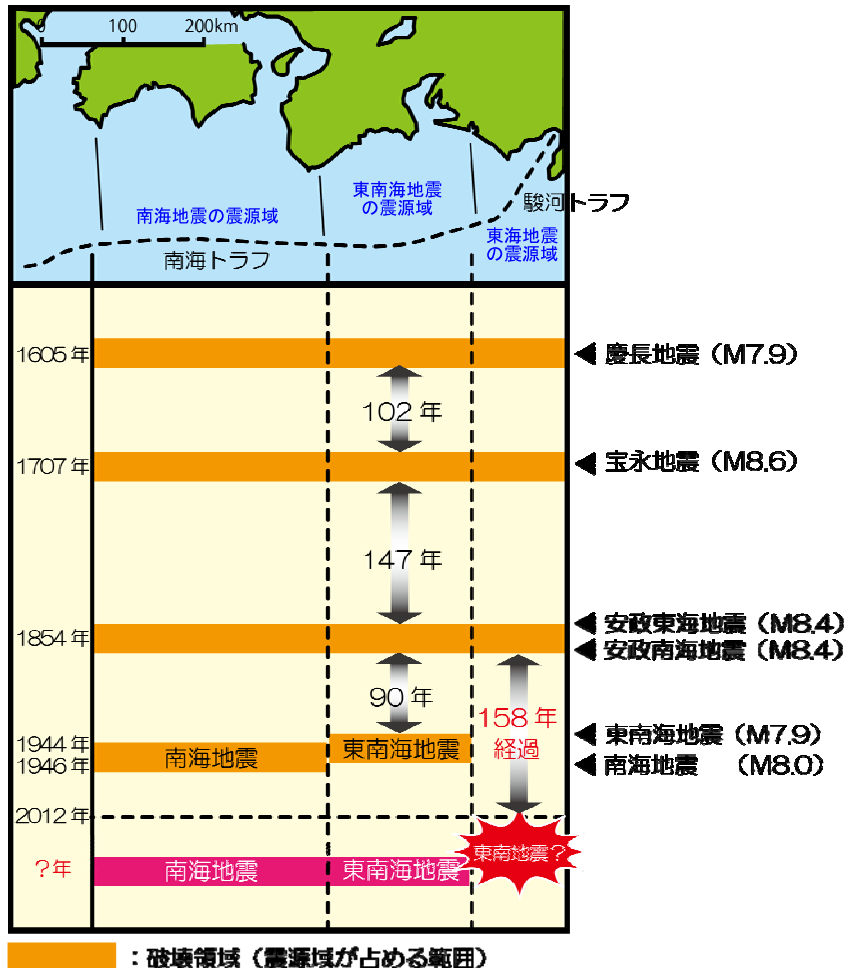 0 100 200km
南海地震の震源域
東南海地震
の震源域
駿河トラフ
東海地震
の震源域
南海トラフ
1605年
慶長地震（M7.9）
102年
1707年
宝永地震（M8.6）
147年
1854年
安政東海地震（M8.4）
安政南海地震（M8.4）
90年
158年
経過
1944年
1946年
南海地震
東南海地震
東南海地震（M7.9）
南海地震　（M8.0）
2012年
？年
南海地震
東南海地震
東南地震？
：破壊領域（震源域が占める範囲）